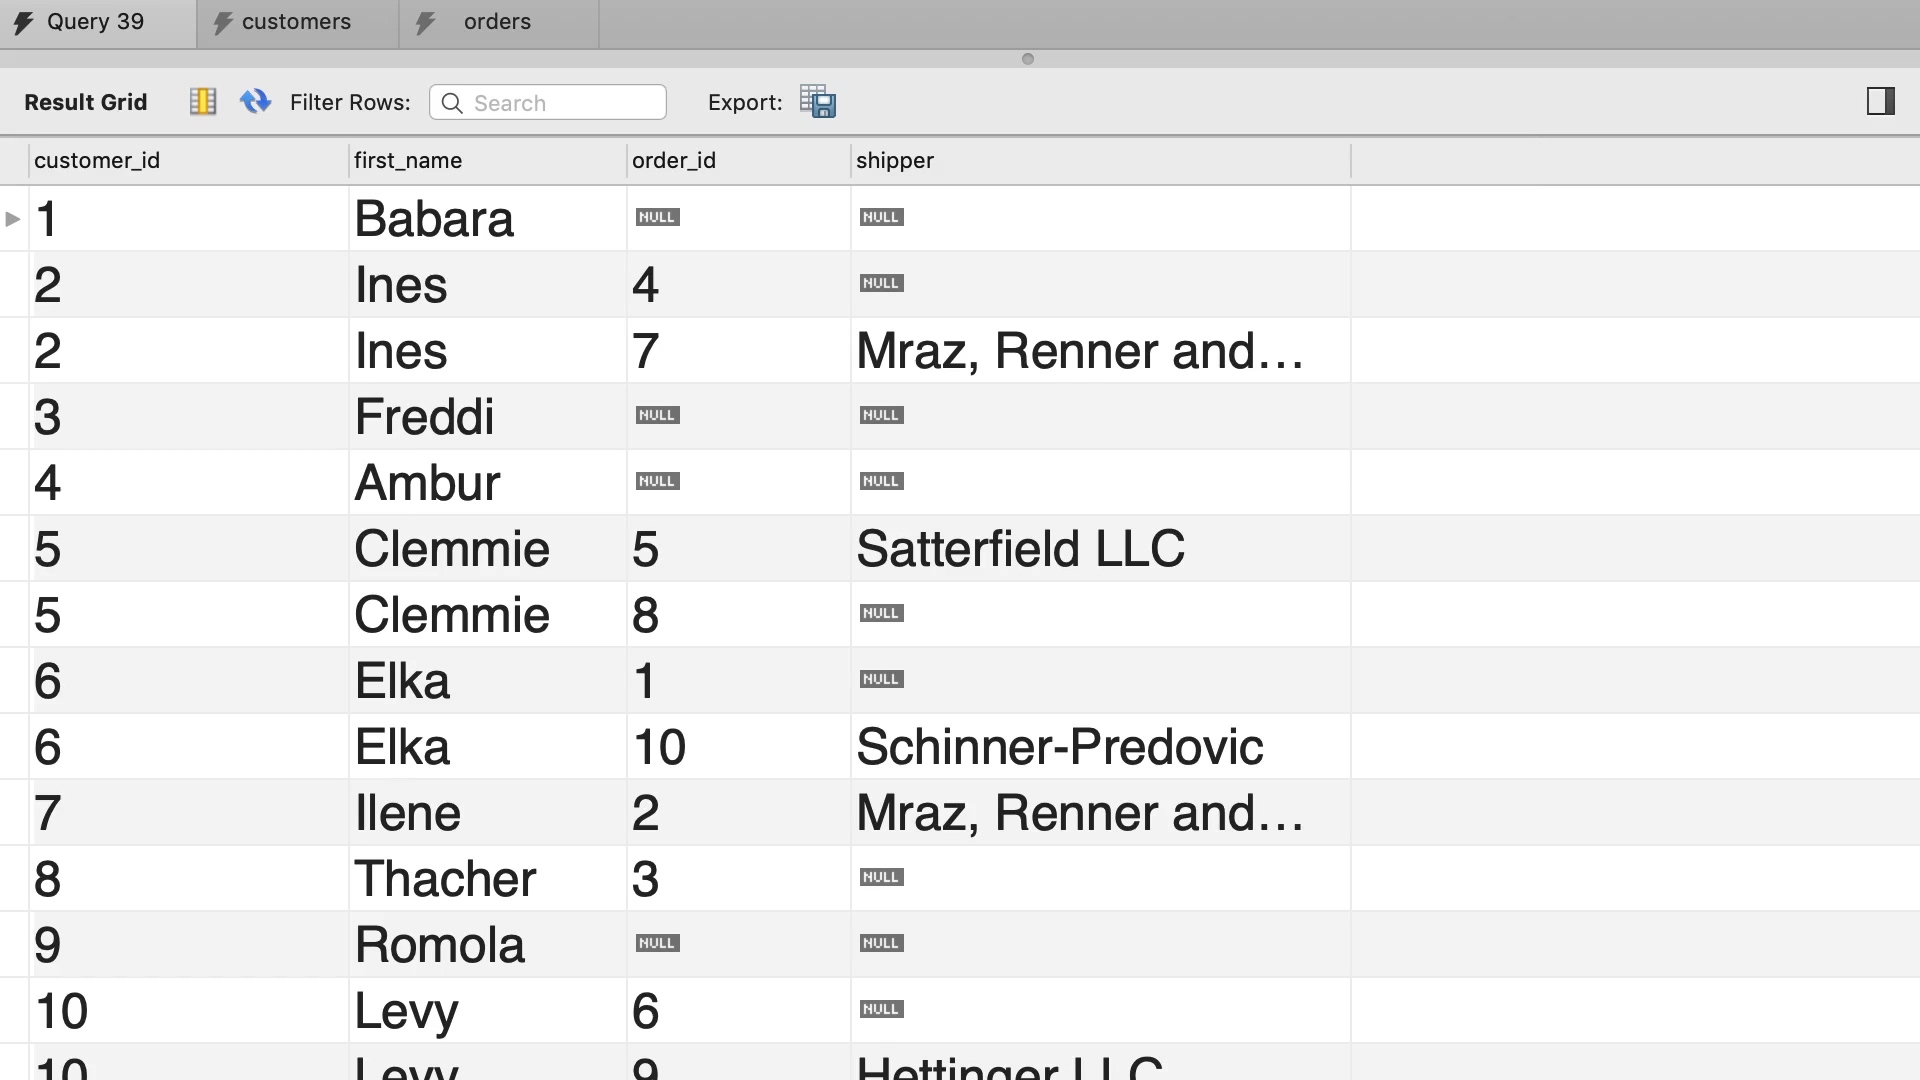 Query 39 customers orders
Result Grid Filter Rows: Search Export:
customer_id first_name order_id shipper
1 Babara NULL NULL
2 Ines 4 NULL
2 Ines 7 Mraz, Renner and…
3 Freddi NULL NULL
4 Ambur NULL NULL
5 Clemmie 5 Satterfield LLC
5 Clemmie 8 NULL
6 Elka 1 NULL
6 Elka 10 Schinner-Predovic
7 Ilene 2 Mraz, Renner and…
8 Thacher 3 NULL
9 Romola NULL NULL
10 Levy 6 NULL
10 Levy 9 Hettinger LLC